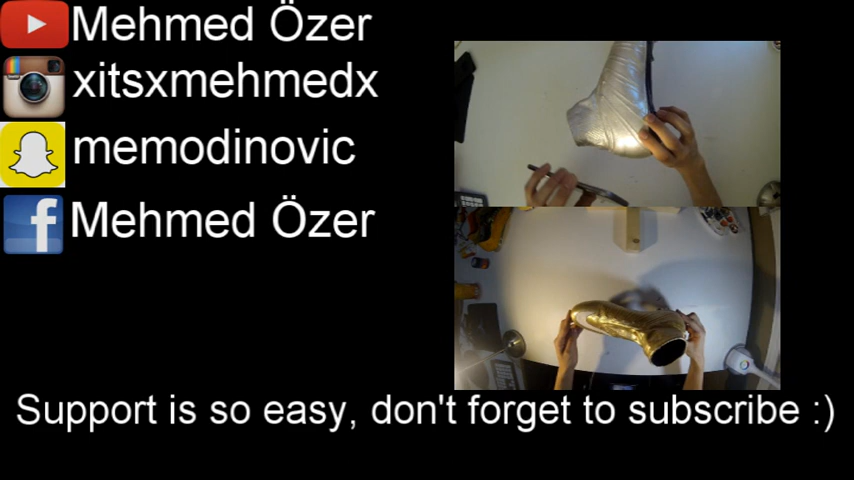 Mehmed Özer
xitsxmehmedx
memodinovic
Mehmed Özer
Support is so easy, don't forget to subscribe :)